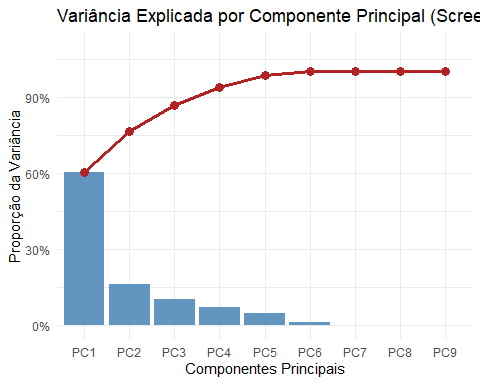 Variância Explicada por Componente Principal (Scree
Proporção da Variância
90%
60%
30%
0%
PC1 PC2 PC3 PC4 PC5 PC6 PC7 PC8 PC9
Componentes Principais